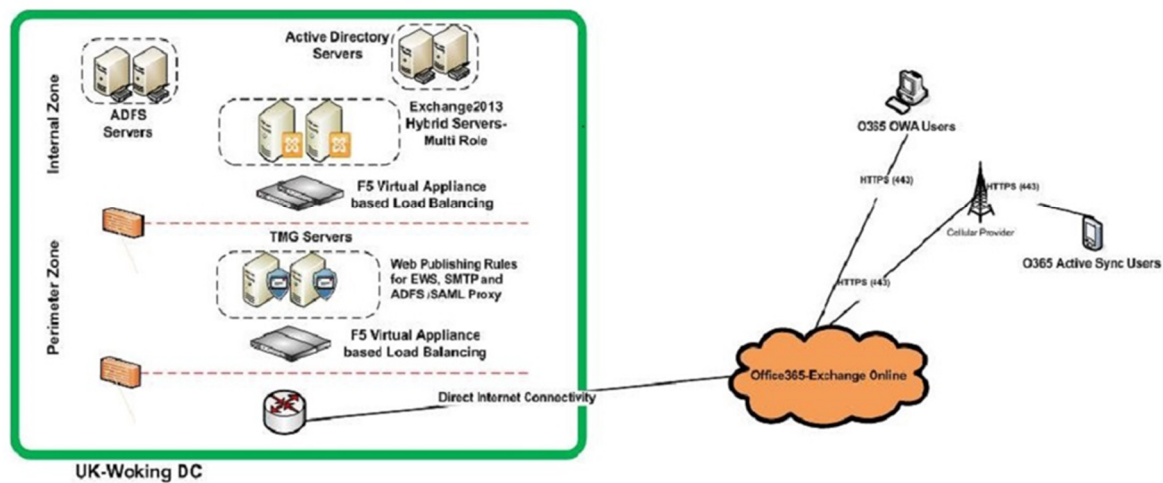 Internal Zone
ADFS
Servers
Active Directory
Servers
Exchange2013
Hybrid Servers-
Multi Role
F5 Virtual Appliance
based Load Balancing
Perimeter Zone
TMG Servers
Web Publishing Rules
for EWS, SMTP and
ADFS /SAML Proxy
F5 Virtual Appliance
based Load Balancing
Direct Internet Connectivity
UK-Woking DC
O365 OWA Users
HTTPS (443)
HTTPS (443)
Cellular Provider
O365 Active Sync Users
HTTPS (443)
Office365-Exchange Online